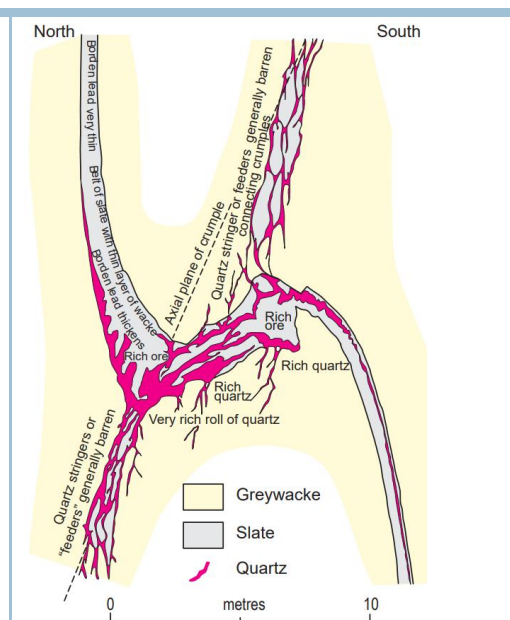 North
South
Borden lead very thin
Belt of slate with thin layer of wacke
Borden lead thickens
Axial plane of crumple
Quartz stringer or feeders generally barren
connecting crumples
Rich ore
Rich
ore
Rich quartz
Rich
quartz
Very rich roll of quartz
Quartz stringers or
"feeders" generally barren
Greywacke
Slate
Quartz
0 metres 10